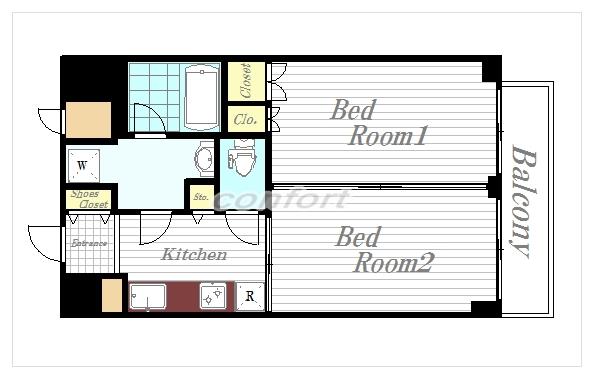 Closet
Clo.
Bed
Room1
W
Shoes
Closet
Sto.
comfort
Entrance
Kitchen
R
Bed
Room2
Balcony